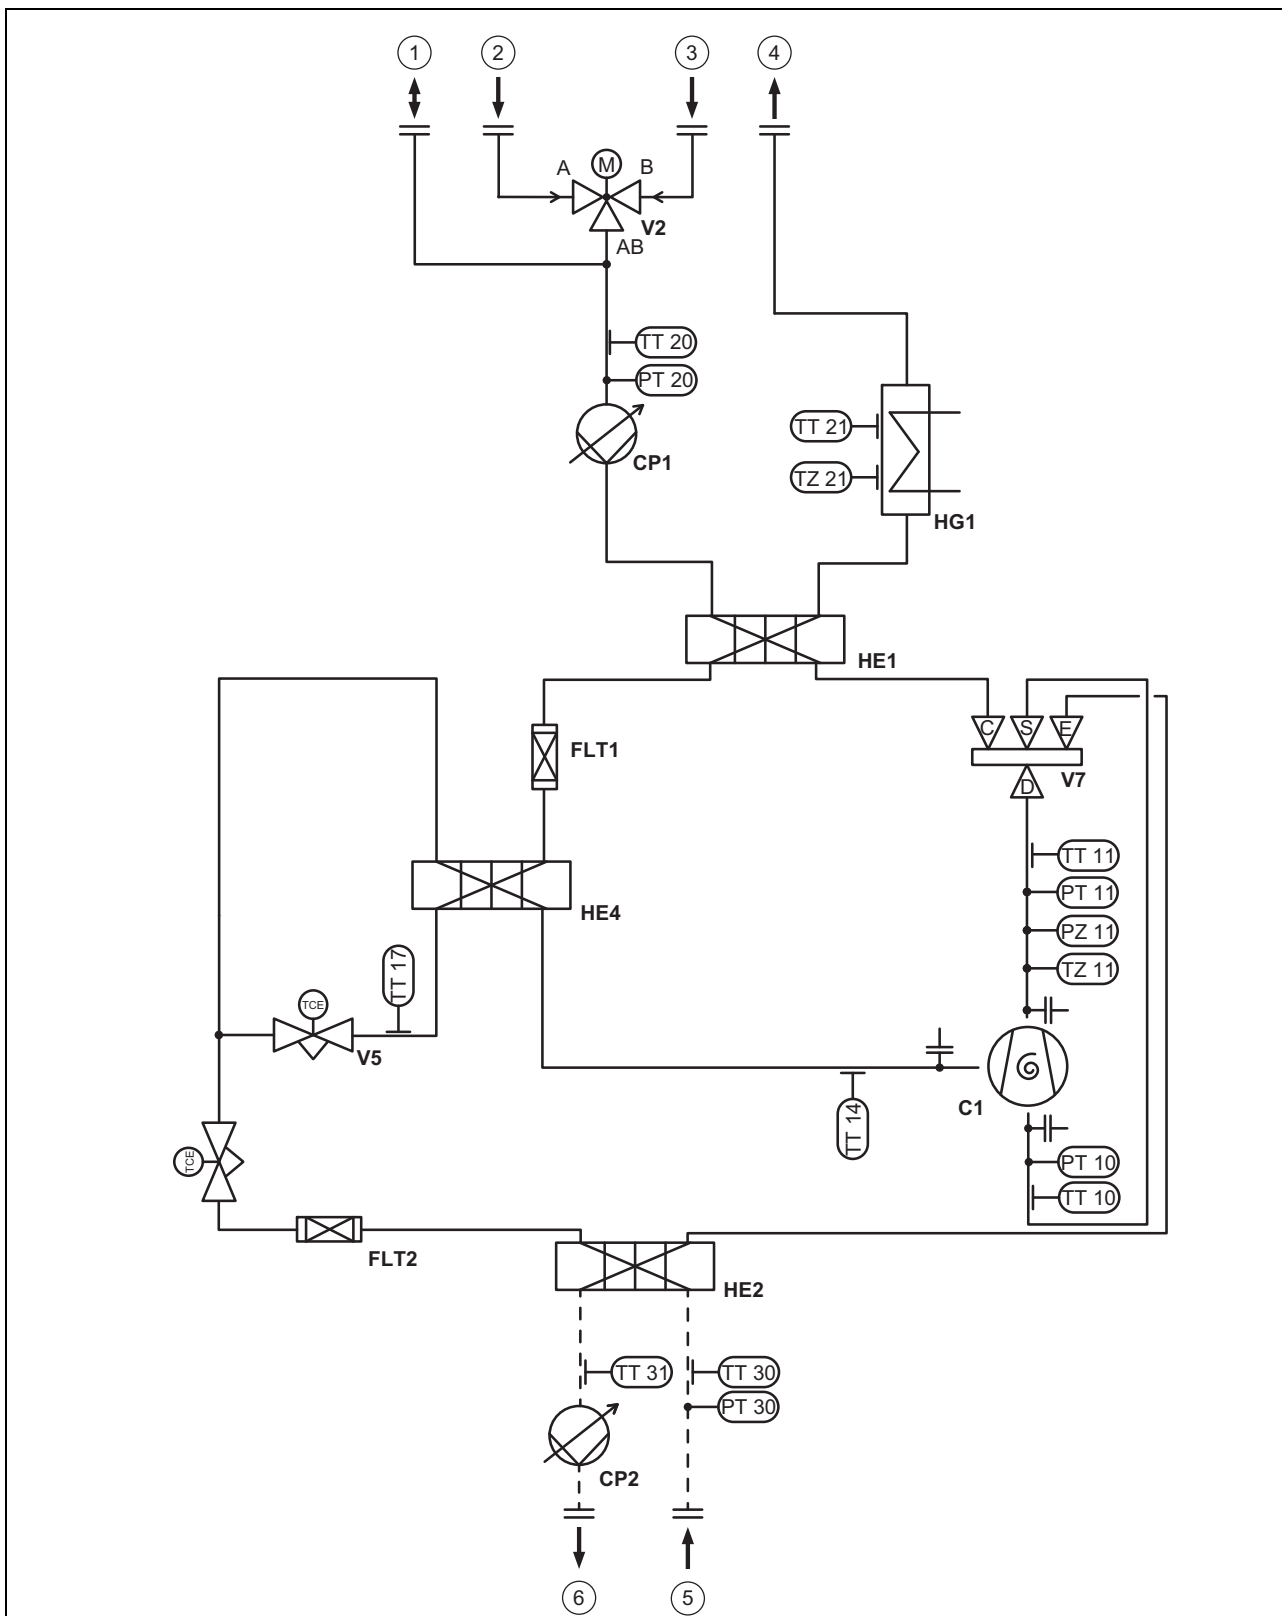 1 2 3 4
M
A B
V2
AB
TT 20
PT 20
CP1
TT 21
TZ 21
HG1
HE1
C S E
FLT1
V7
D
TT 11
PT 11
HE4
PZ 11
TT 17
TZ 11
TCE
V5
C1
TT 14
TCE
PT 10
TT 10
FLT2
HE2
TT 31
TT 30
PT 30
CP2
6 5